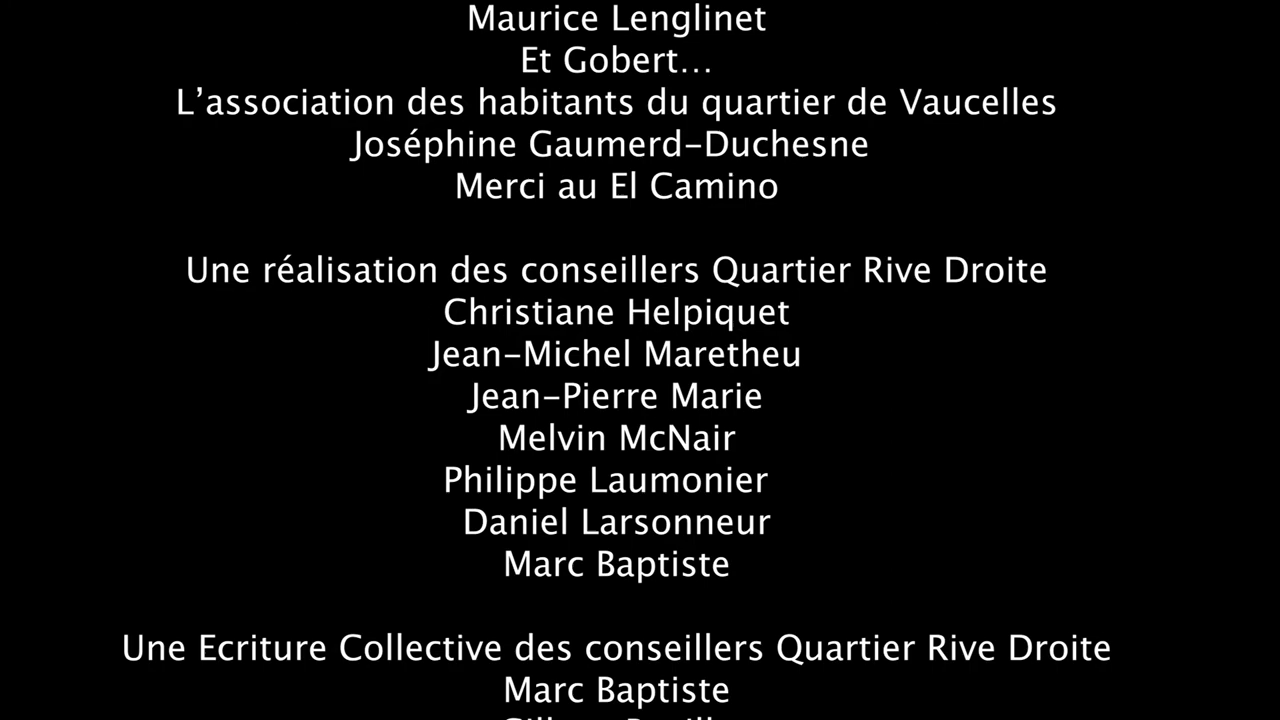 Maurice Lenglinet
Et Gobert…
L’association des habitants du quartier de Vaucelles
Joséphine Gaumerd-Duchesne
Merci au El Camino
Une réalisation des conseillers Quartier Rive Droite
Christiane Helpiquet
Jean-Michel Maretheu
Jean-Pierre Marie
Melvin McNair
Philippe Laumonier
Daniel Larsonneur
Marc Baptiste
Une Ecriture Collective des conseillers Quartier Rive Droite
Marc Baptiste